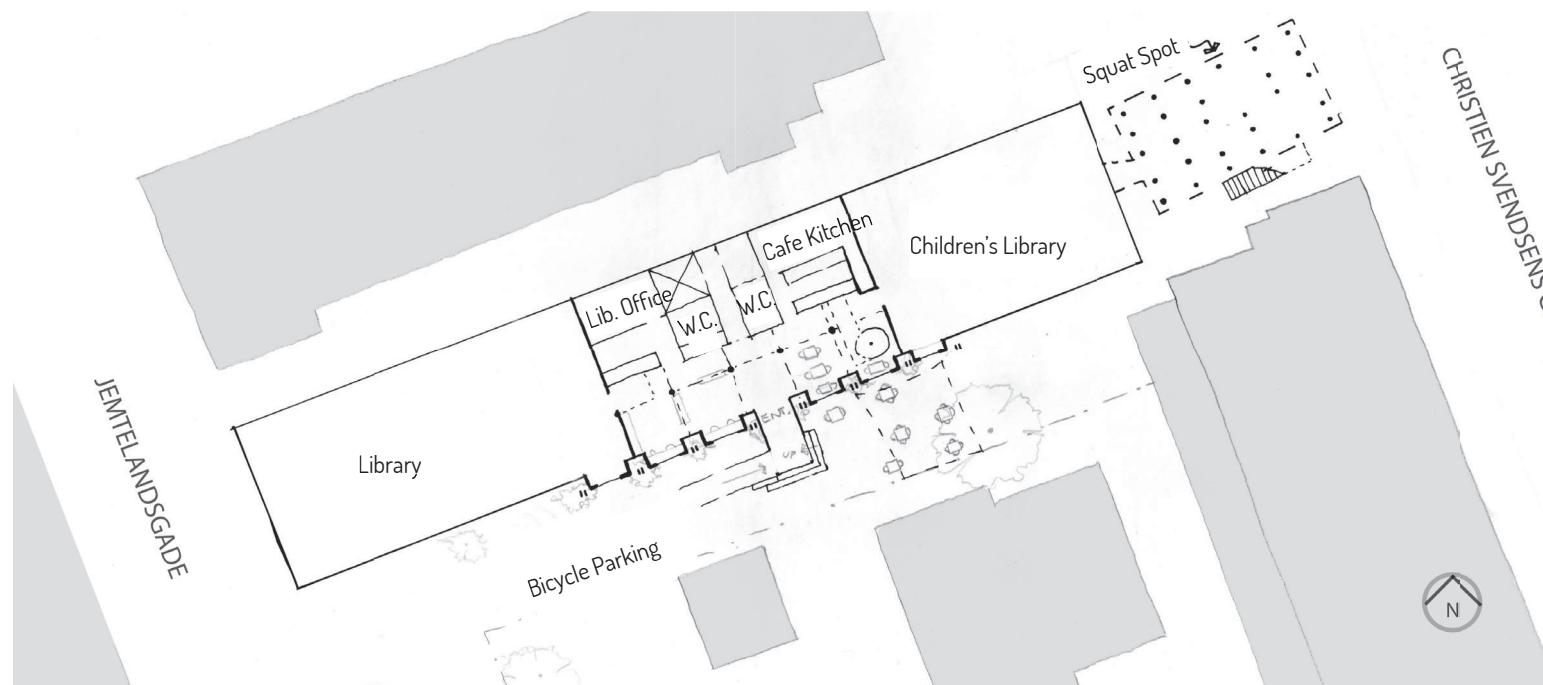 Squat Spot
CHRISTIEN SVENDSENS G
Cafe Kitchen
Children's Library
Lib. Office
W.C.
W.C.
JEMTELANDSGADE
ENT.
UP
Library
Bicycle Parking
N